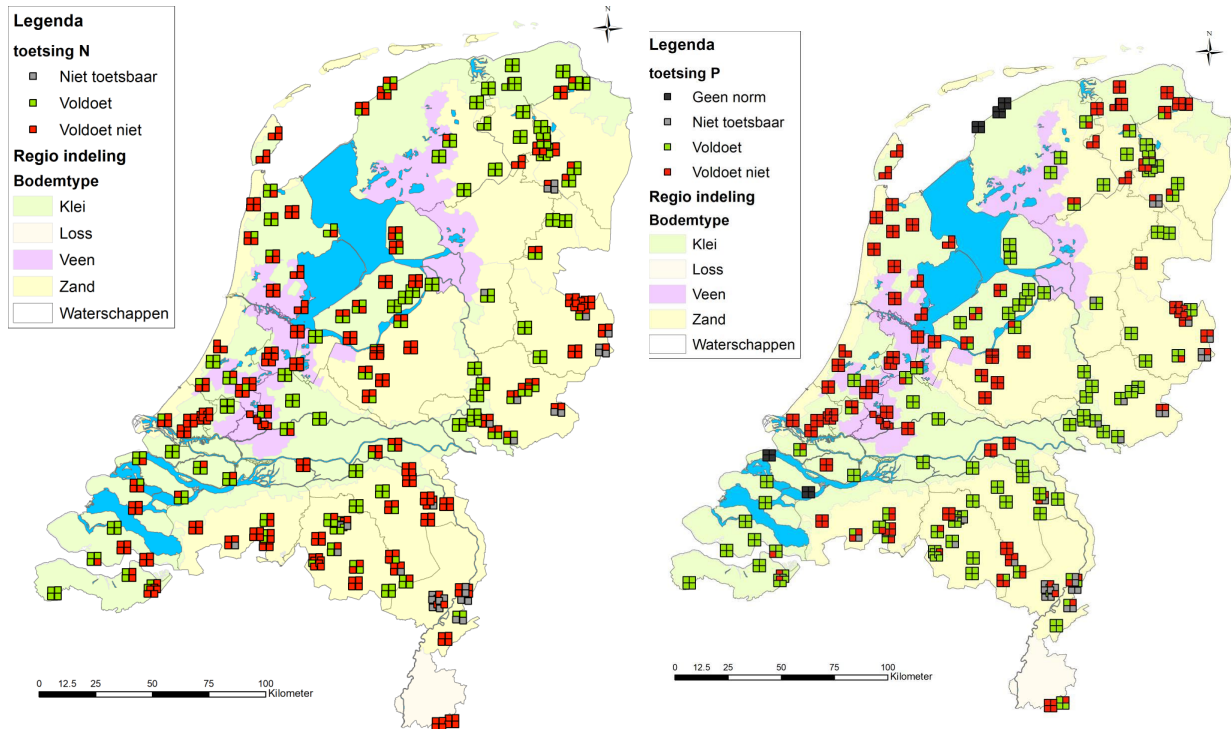 Legenda
toetsing N
Niet toetsbaar
Voldoet
Voldoet niet
Regio indeling
Bodemtype
Klei
Loss
Veen
Zand
Waterschappen
N
0 12.5 25 50 75 100
Kilometer
Legenda
toetsing P
Geen norm
Niet toetsbaar
Voldoet
Voldoet niet
Regio indeling
Bodemtype
Klei
Loss
Veen
Zand
Waterschappen
N
0 12.5 25 50 75 100
Kilometer